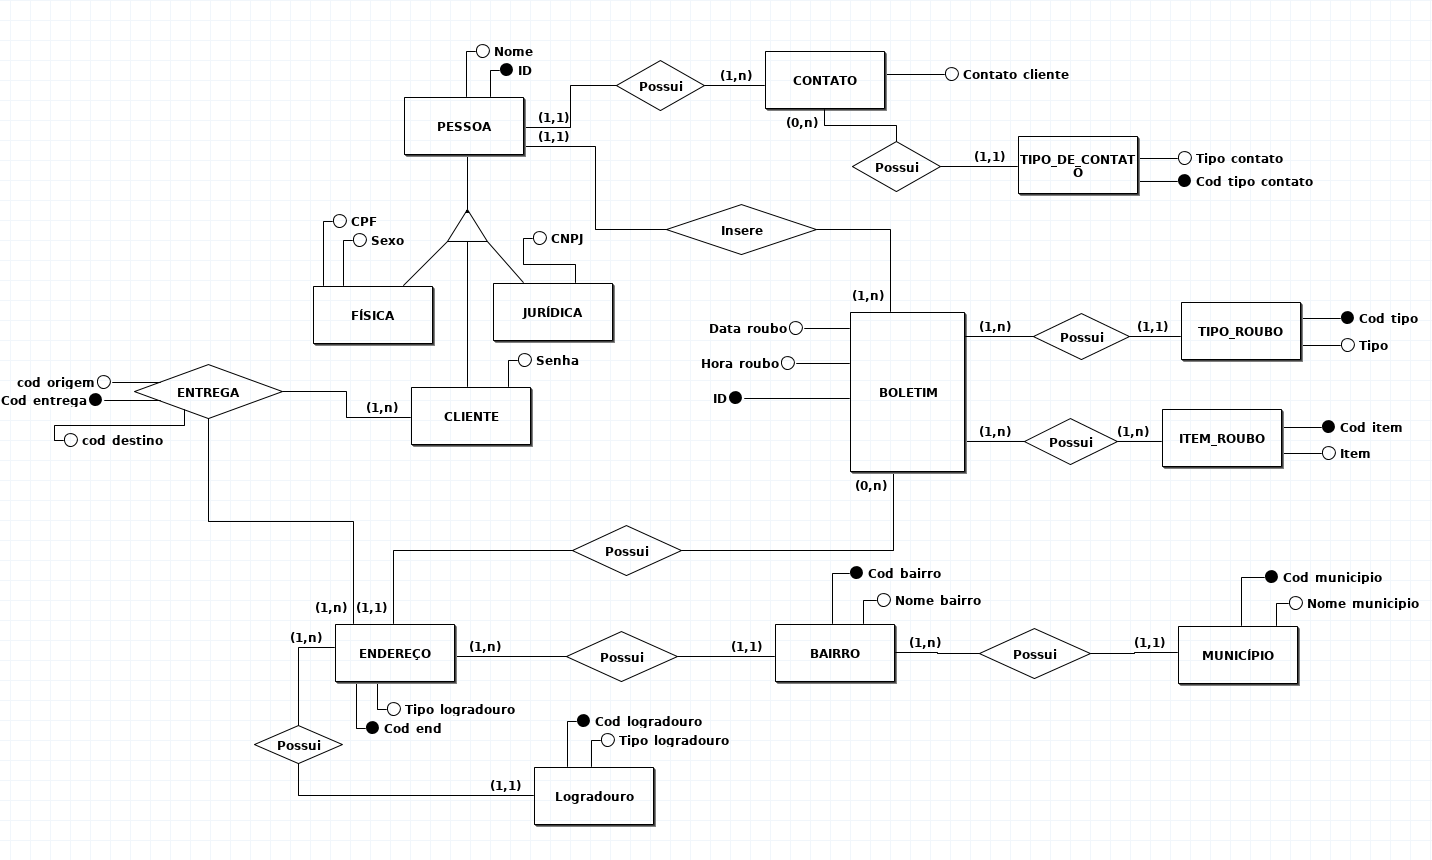 Nome
ID
PESSOA
(1,1)
(1,1)
Possui
(1,n)
CONTATO
Contato cliente
(0,n)
Possui
(1,1)
TIPO_DE_CONTAT
O
Tipo contato
Cod tipo contato
CPF
Sexo
CNPJ
FÍSICA
JURÍDICA
Insere
(1,n)
Data roubo
Hora roubo
ID
BOLETIM
(1,n)
Possui
(1,1)
TIPO_ROUBO
Cod tipo
Tipo
Senha
cod origem
Cod entrega
ENTREGA
cod destino
(1,n)
CLIENTE
(1,n)
Possui
(1,n)
ITEM_ROUBO
Cod item
Item
(0,n)
Possui
(1,n)
(1,1)
(1,n)
ENDEREÇO
(1,n)
Possui
(1,1)
BAIRRO
Cod bairro
Nome bairro
(1,n)
Possui
(1,1)
MUNICÍPIO
Cod municipio
Nome municipio
Tipo logradouro
Cod end
Possui
Cod logradouro
Tipo logradouro
(1,1)
Logradouro